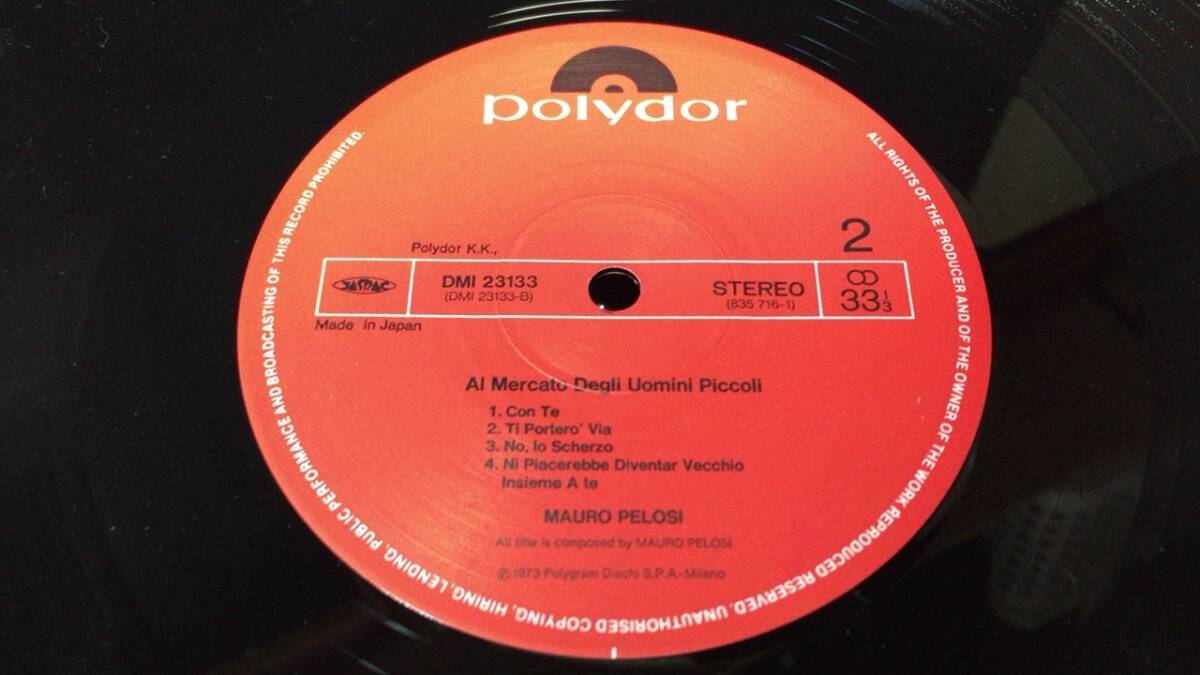 polydor
2
Polydor K.K.,
JASRAC
DMI 23133
(DMI 23133-B)
STEREO
(835 716-1)
33 1/3
Made in Japan
Al Mercato Degli Uomini Piccoli
1. Con Te
2. Ti Portero' Via
3. No, Io Scherzo
4. Ni Piacerebbe Diventar Vecchio
Insieme A te
MAURO PELOSI
All title is composed by MAURO PELOSI
Ⓟ 1973 Polygram Dischi S.P.A-Milano
ALL RIGHTS OF THE PRODUCER AND OF THE OWNER OF THE WORK REPRODUCED RESERVED. UNAUTHORISED COPYING, HIRING, LENDING, PUBLIC PERFORMANCE AND BROADCASTING OF THIS RECORD PROHIBITED.